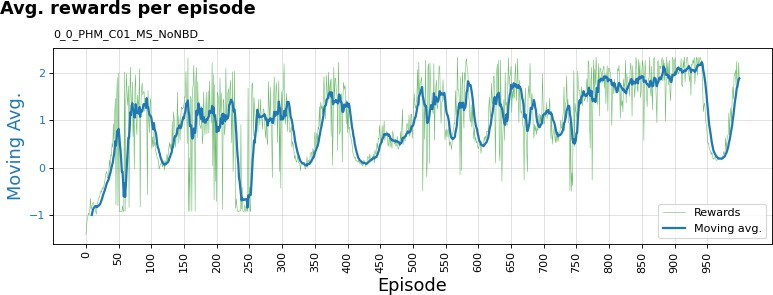 Avg. rewards per episode
0_0_PHM_C01_MS_NoNBD_
Moving Avg.
2
1
0
−1
Rewards
Moving avg.
0 50 100 150 200 250 300 350 400 450 500 550 600 650 700 750 800 850 900 950
Episode